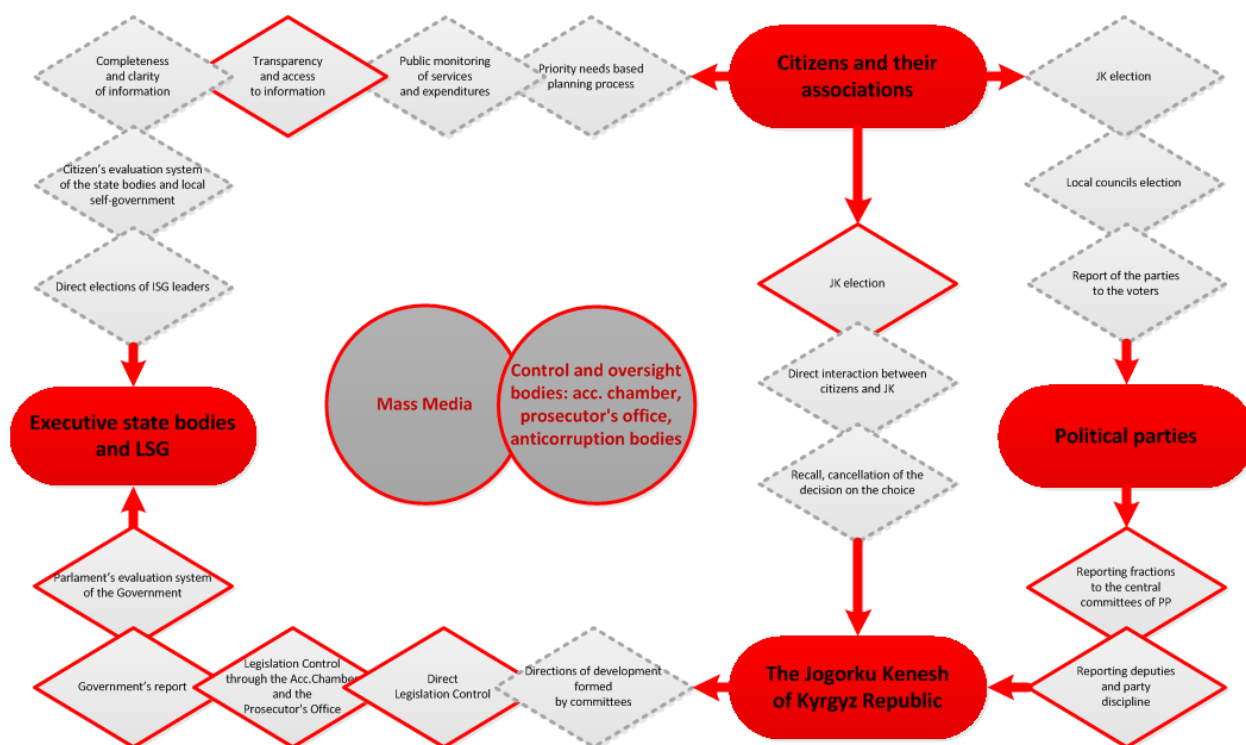 Completeness
and clarity
of information
Transparency
and access
to information
Public monitoring
of services
and expenditures
Priority needs based
planning process
Citizens and their
associations
JK election
Citizen's evaluation system
of the state bodies and local
self-government
Local councils election
Direct elections of ISG leaders
JK election
Report of the parties
to the voters
Mass Media
Control and oversight
bodies: acc. chamber,
prosecutor's office,
anticorruption bodies
Direct interaction between
citizens and JK
Executive state bodies
and LSG
Political parties
Recall, cancellation of the
decision on the choice
Parlament's evaluation system
of the Government
Reporting fractions
to the central
committees of PP
Government's report
Legislation Control
through the Acc.Chamber
and the
Prosecutor's Office
Direct
Legislation Control
Directions of development
formed
by committees
The Jogorku Kenesh
of Kyrgyz Republic
Reporting deputies
and party
discipline